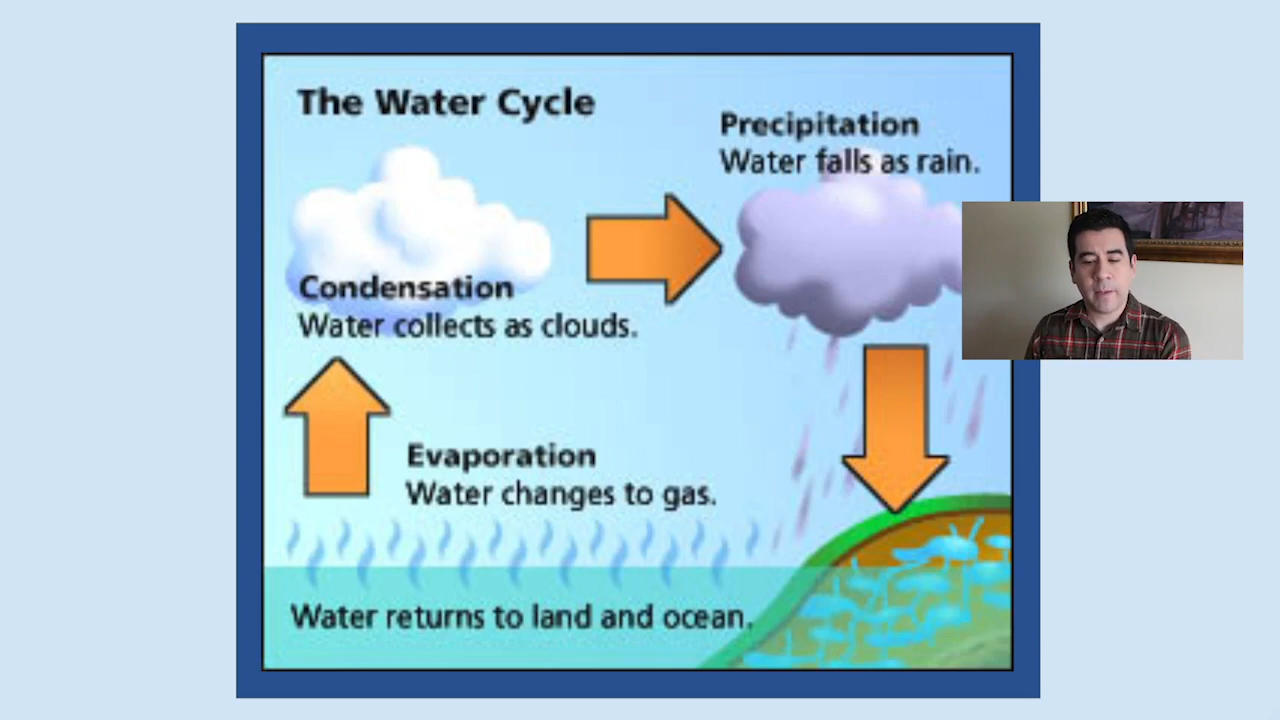 The Water Cycle
Precipitation
Water falls as rain.
Condensation
Water collects as clouds.
Evaporation
Water changes to gas.
Water returns to land and ocean.